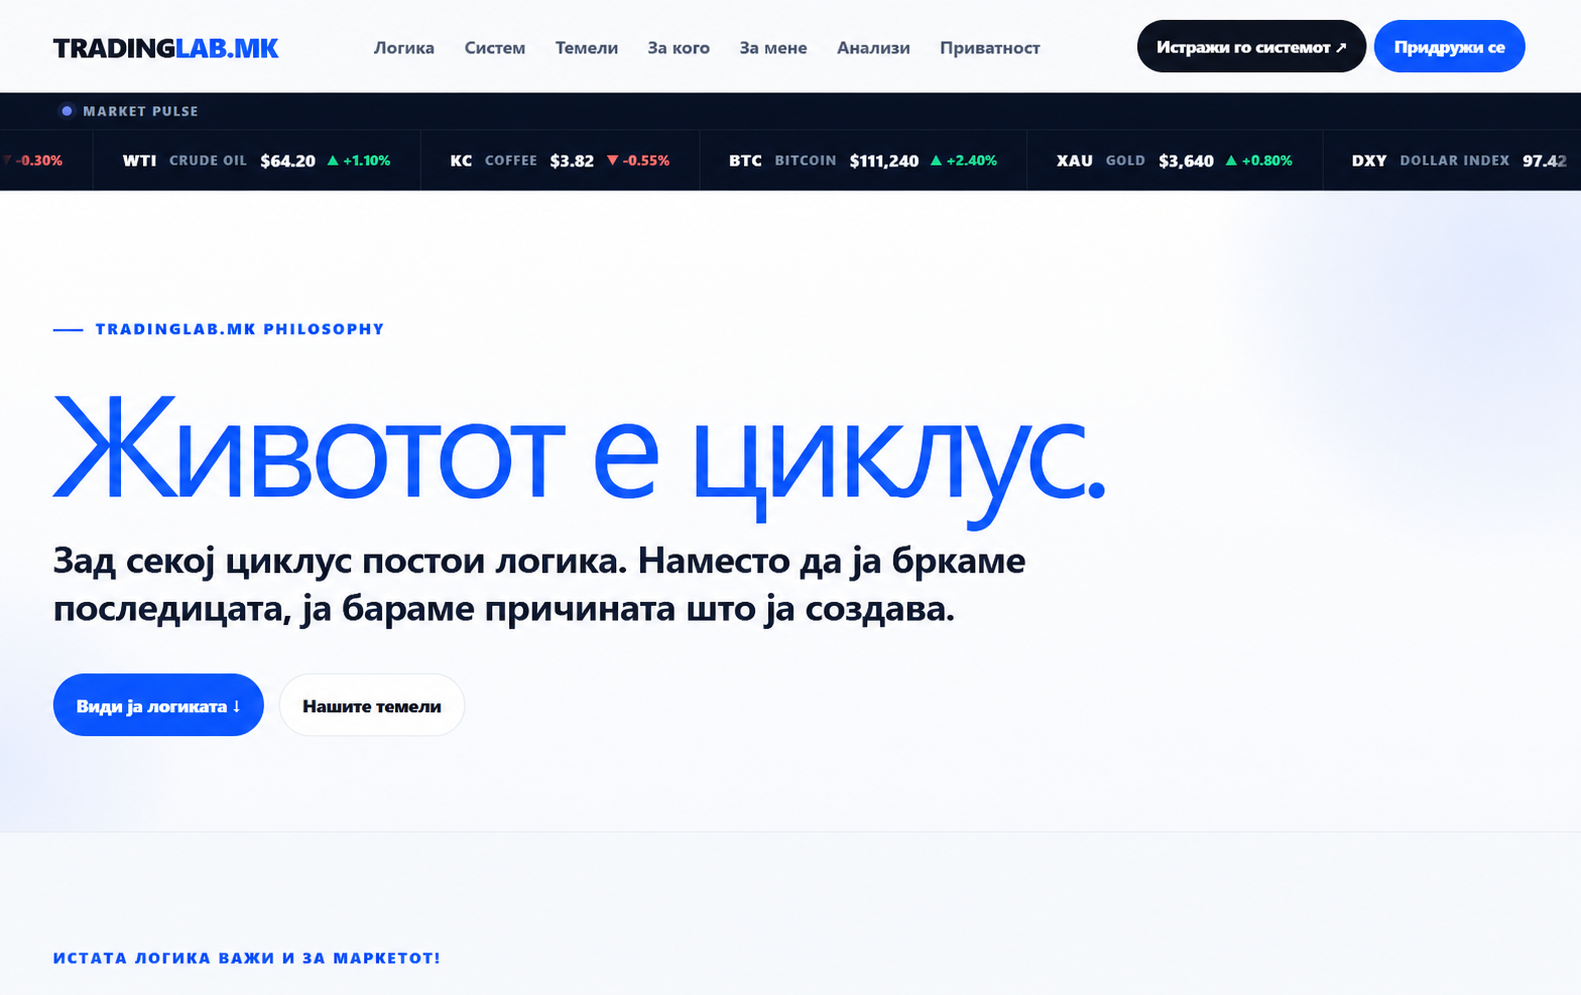 TRADINGLAB.MK Логика Систем Темели За кого За мене Анализи Приватност Истражи го системот ↗ Придружи се
MARKET PULSE
▼ -0.30% WTI CRUDE OIL $64.20 ▲ +1.10% KC COFFEE $3.82 ▼ -0.55% BTC BITCOIN $111,240 ▲ +2.40% XAU GOLD $3,640 ▲ +0.80% DXY DOLLAR INDEX 97.42
TRADINGLAB.MK PHILOSOPHY
Животот е циклус.
Зад секој циклус постои логика. Наместо да ја бркаме
последицата, ја бараме причината што ја создава.
Види ја логиката ↓ Нашите темели
ИСТАТА ЛОГИКА ВАЖИ И ЗА МАРКЕТОТ!